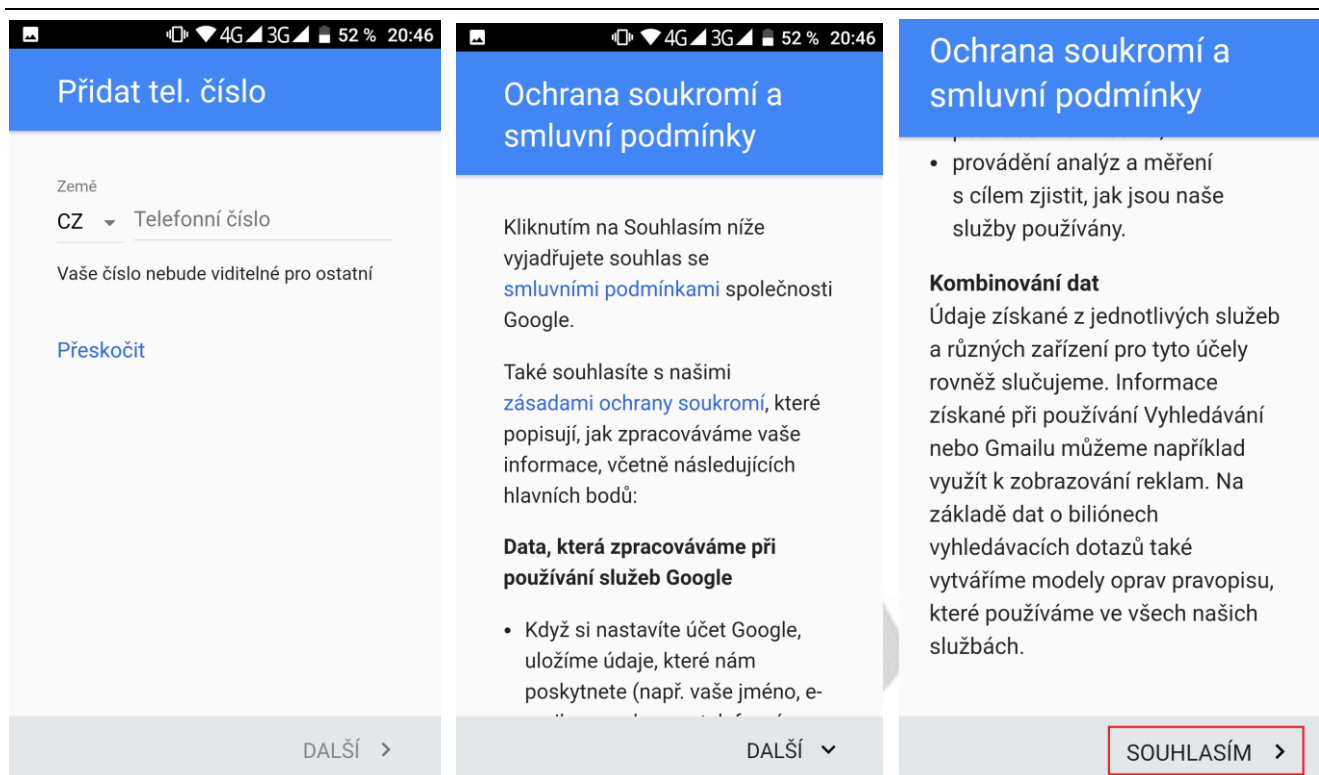 4G 3G 52 % 20:46
Přidat tel. číslo
Země
CZ Telefonní číslo
Vaše číslo nebude viditelné pro ostatní
Přeskočit
DALŠÍ >
4G 3G 52 % 20:46
Ochrana soukromí a
smluvní podmínky
Kliknutím na Souhlasím níže
vyjadřujete souhlas se
smluvními podmínkami společnosti
Google.
Také souhlasíte s našimi
zásadami ochrany soukromí, které
popisují, jak zpracováváme vaše
informace, včetně následujících
hlavních bodů:
Data, která zpracováváme při
používání služeb Google
• Když si nastavíte účet Google,
uložíme údaje, které nám
poskytnete (např. vaše jméno, e-
DALŠÍ
Ochrana soukromí a
smluvní podmínky
• provádění analýz a měření
s cílem zjistit, jak jsou naše
služby používány.
Kombinování dat
Údaje získané z jednotlivých služeb
a různých zařízení pro tyto účely
rovněž slučujeme. Informace
získané při používání Vyhledávání
nebo Gmailu můžeme například
využít k zobrazování reklam. Na
základě dat o biliónech
vyhledávacích dotazů také
vytváříme modely oprav pravopisu,
které používáme ve všech našich
službách.
SOUHLASÍM >